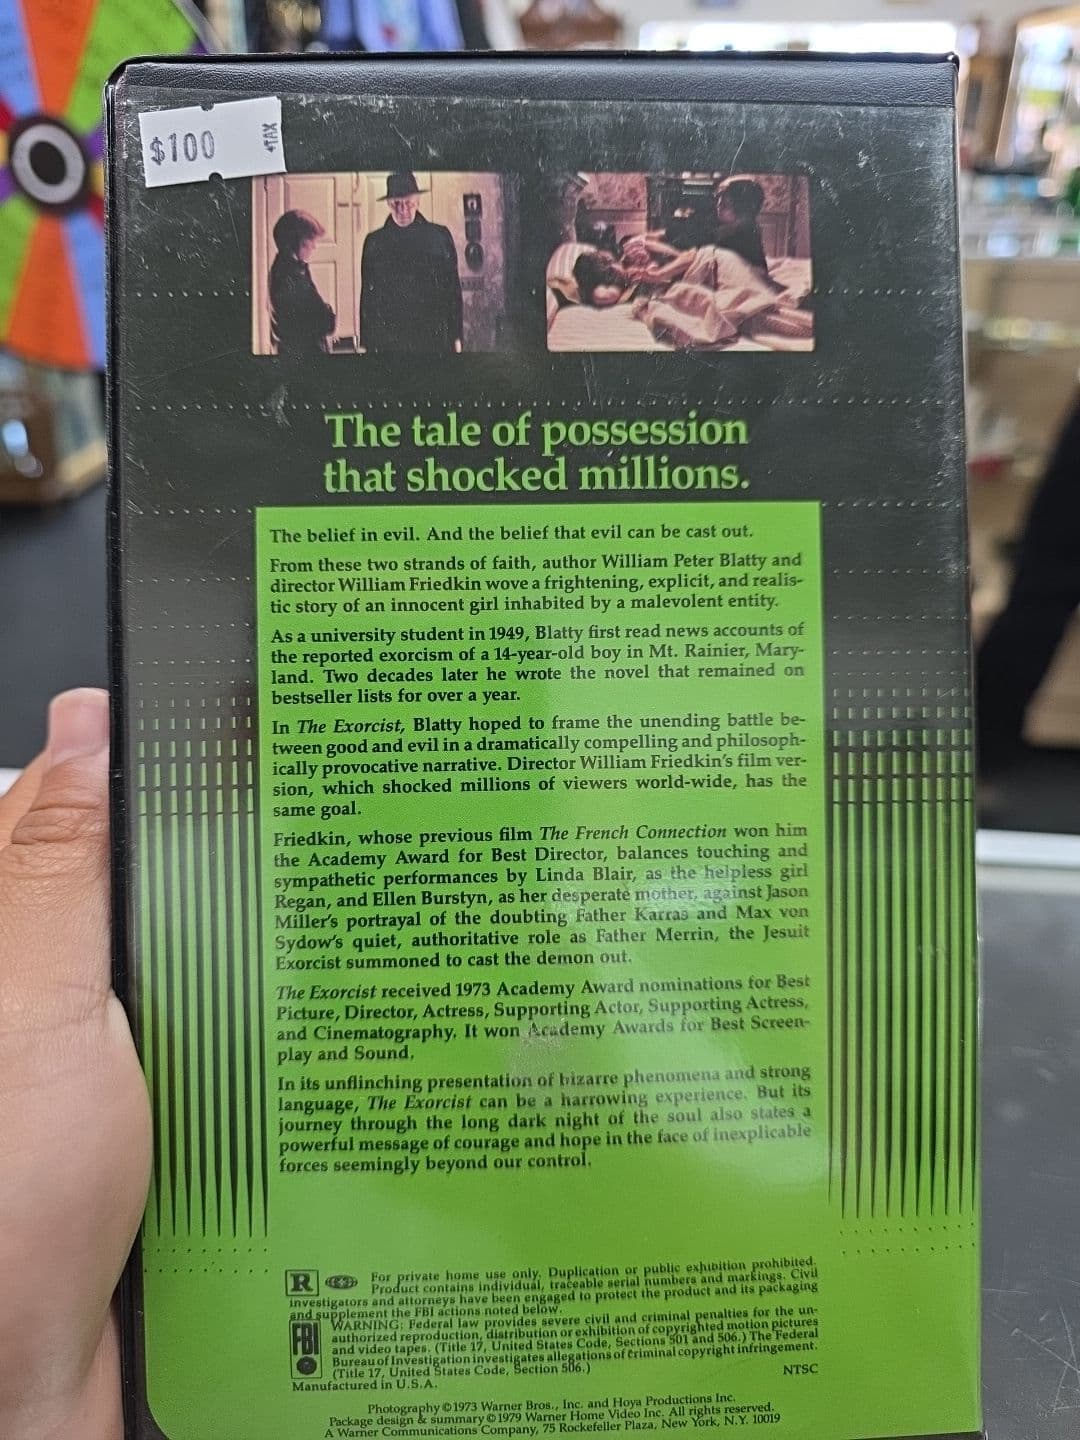 $100 +TAX
The tale of possession
that shocked millions.
The belief in evil. And the belief that evil can be cast out.
From these two strands of faith, author William Peter Blatty and
director William Friedkin wove a frightening, explicit, and realis-
tic story of an innocent girl inhabited by a malevolent entity.
As a university student in 1949, Blatty first read news accounts of
the reported exorcism of a 14-year-old boy in Mt. Rainier, Mary-
land. Two decades later he wrote the novel that remained on
bestseller lists for over a year.
In The Exorcist, Blatty hoped to frame the unending battle be-
tween good and evil in a dramatically compelling and philosoph-
ically provocative narrative. Director William Friedkin's film ver-
sion, which shocked millions of viewers world-wide, has the
same goal.
Friedkin, whose previous film The French Connection won him
the Academy Award for Best Director, balances touching and
sympathetic performances by Linda Blair, as the helpless girl
Regan, and Ellen Burstyn, as her desperate mother, against Jason
Miller's portrayal of the doubting Father Karras and Max von
Sydow's quiet, authoritative role as Father Merrin, the Jesuit
Exorcist summoned to cast the demon out.
The Exorcist received 1973 Academy Award nominations for Best
Picture, Director, Actress, Supporting Actor, Supporting Actress,
and Cinematography. It won Academy Awards for Best Screen-
play and Sound.
In its unflinching presentation of bizarre phenomena and strong
language, The Exorcist can be a harrowing experience. But its
journey through the long dark night of the soul also states a
powerful message of courage and hope in the face of inexplicable
forces seemingly beyond our control.
R For private home use only. Duplication or public exhibition prohibited.
Product contains individual, traceable serial numbers and markings. Civil
investigators and attorneys have been engaged to protect the product and its packaging
and supplement the FBI actions noted below.
FBI WARNING: Federal law provides severe civil and criminal penalties for the un-
authorized reproduction, distribution or exhibition of copyrighted motion pictures
and video tapes. (Title 17, United States Code, Sections 501 and 506.) The Federal
Bureau of Investigation investigates allegations of criminal copyright infringement.
(Title 17, United States Code, Section 506.)
NTSC
Manufactured in U.S.A.
Photography © 1973 Warner Bros., Inc. and Hoya Productions Inc.
Package design & summary © 1979 Warner Home Video Inc. All rights reserved.
A Warner Communications Company, 75 Rockefeller Plaza, New York, N.Y. 10019